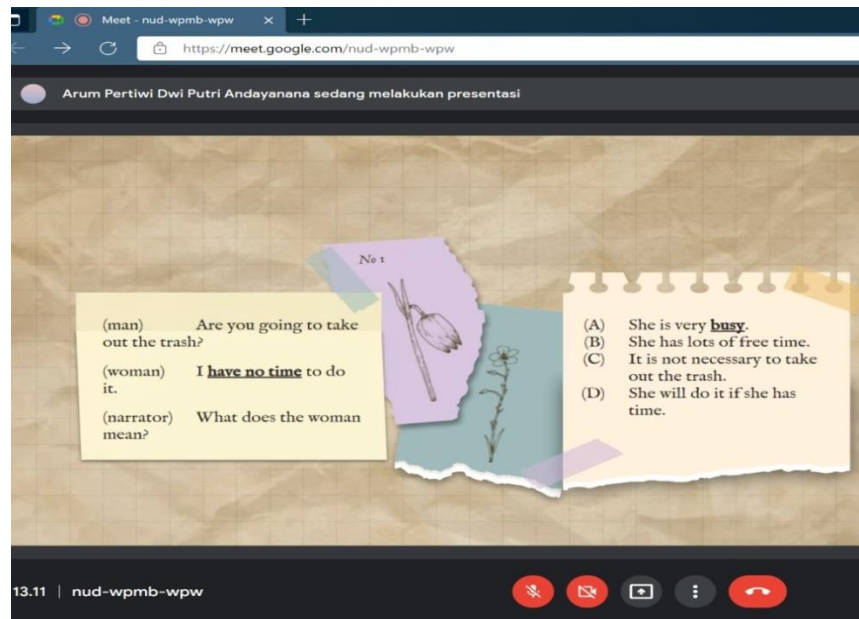 Meet - nud-wpmb-wpw
https://meet.google.com/nud-wpmb-wpw
Arum Pertiwi Dwi Putri Andayanana sedang melakukan presentasi
No 1
(man) Are you going to take
out the trash?
(woman) I have no time to do
it.
(narrator) What does the woman
mean?
(A) She is very busy.
(B) She has lots of free time.
(C) It is not necessary to take
out the trash.
(D) She will do it if she has
time.
13.11 | nud-wpmb-wpw